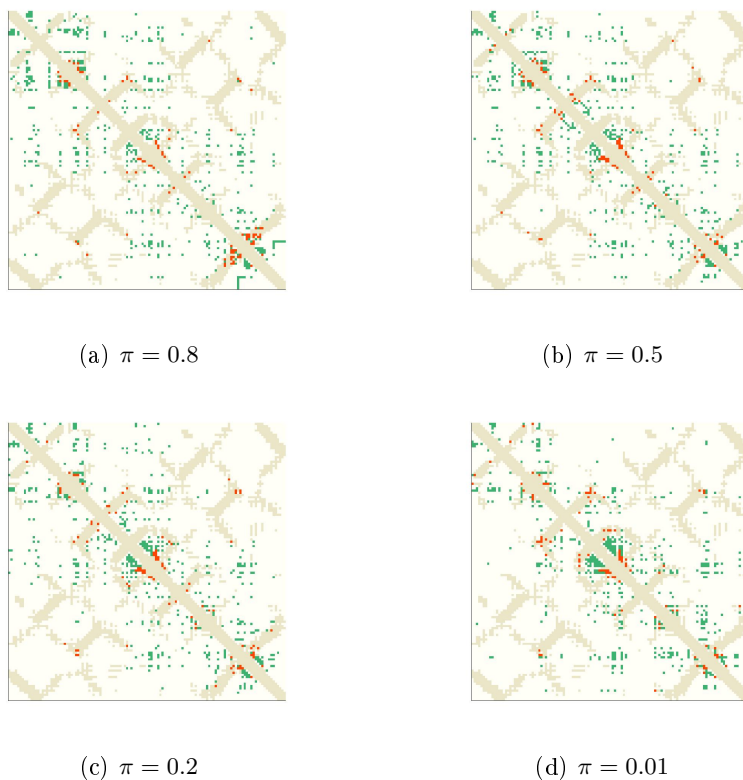 (a) π = 0.8
(b) π = 0.5
(c) π = 0.2
(d) π = 0.01